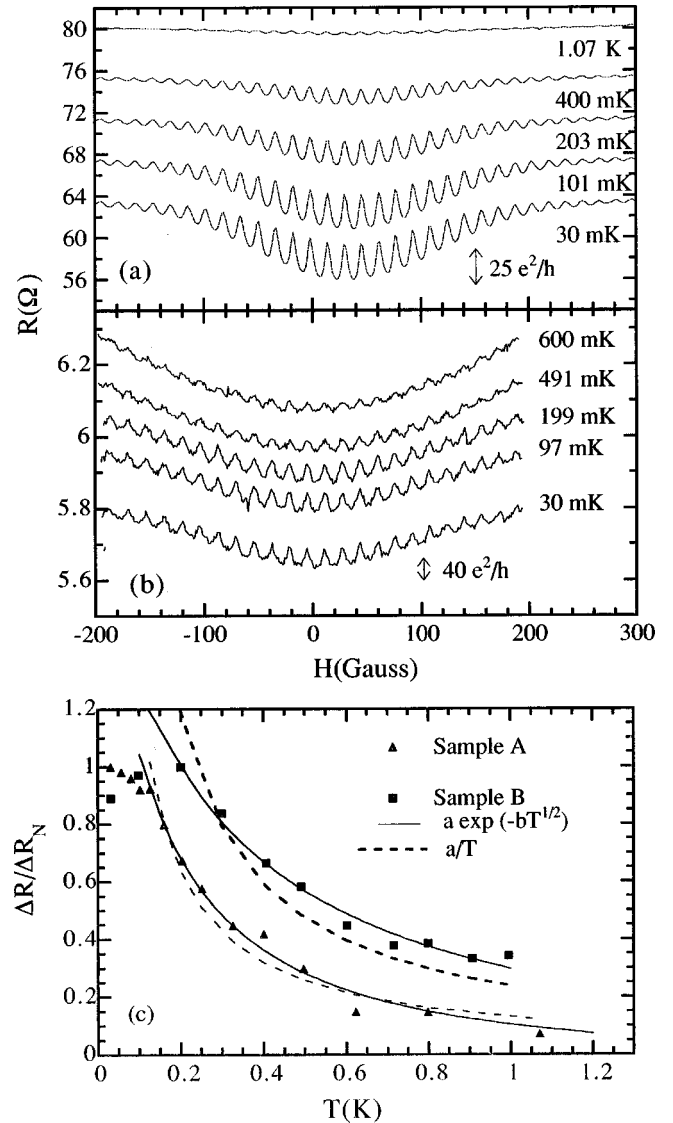 80
1.07 K
76
400 mK
72
203 mK
68
101 mK
64
30 mK
60
(a)
25 e²/h
56
R(Ω)
600 mK
6.2
491 mK
199 mK
6
97 mK
5.8
30 mK
(b)
40 e²/h
5.6
-200 -100 0 100 200 300
H(Gauss)
1.2
Sample A
1
Sample B
a exp (-bT^1/2)
0.8
a/T
ΔR/ΔR_N
0.6
0.4
0.2
(c)
0
0 0.2 0.4 0.6 0.8 1 1.2
T(K)